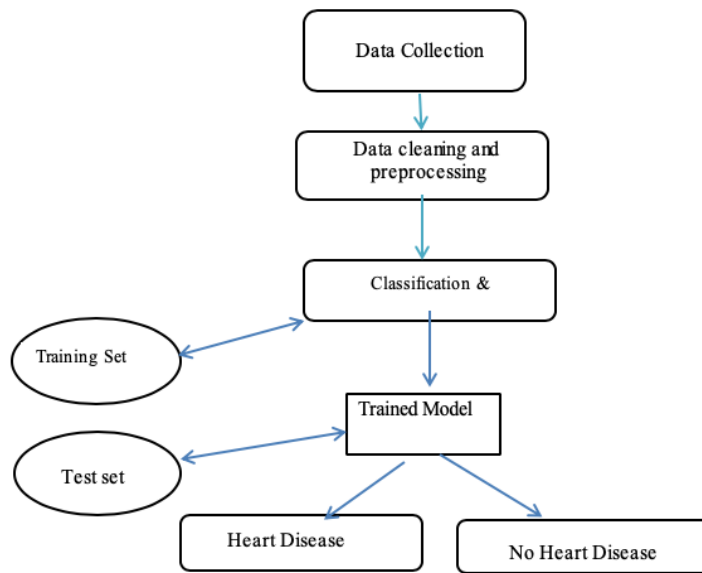 Data Collection
Data cleaning and
preprocessing
Classification &
Training Set
Trained Model
Test set
Heart Disease
No Heart Disease